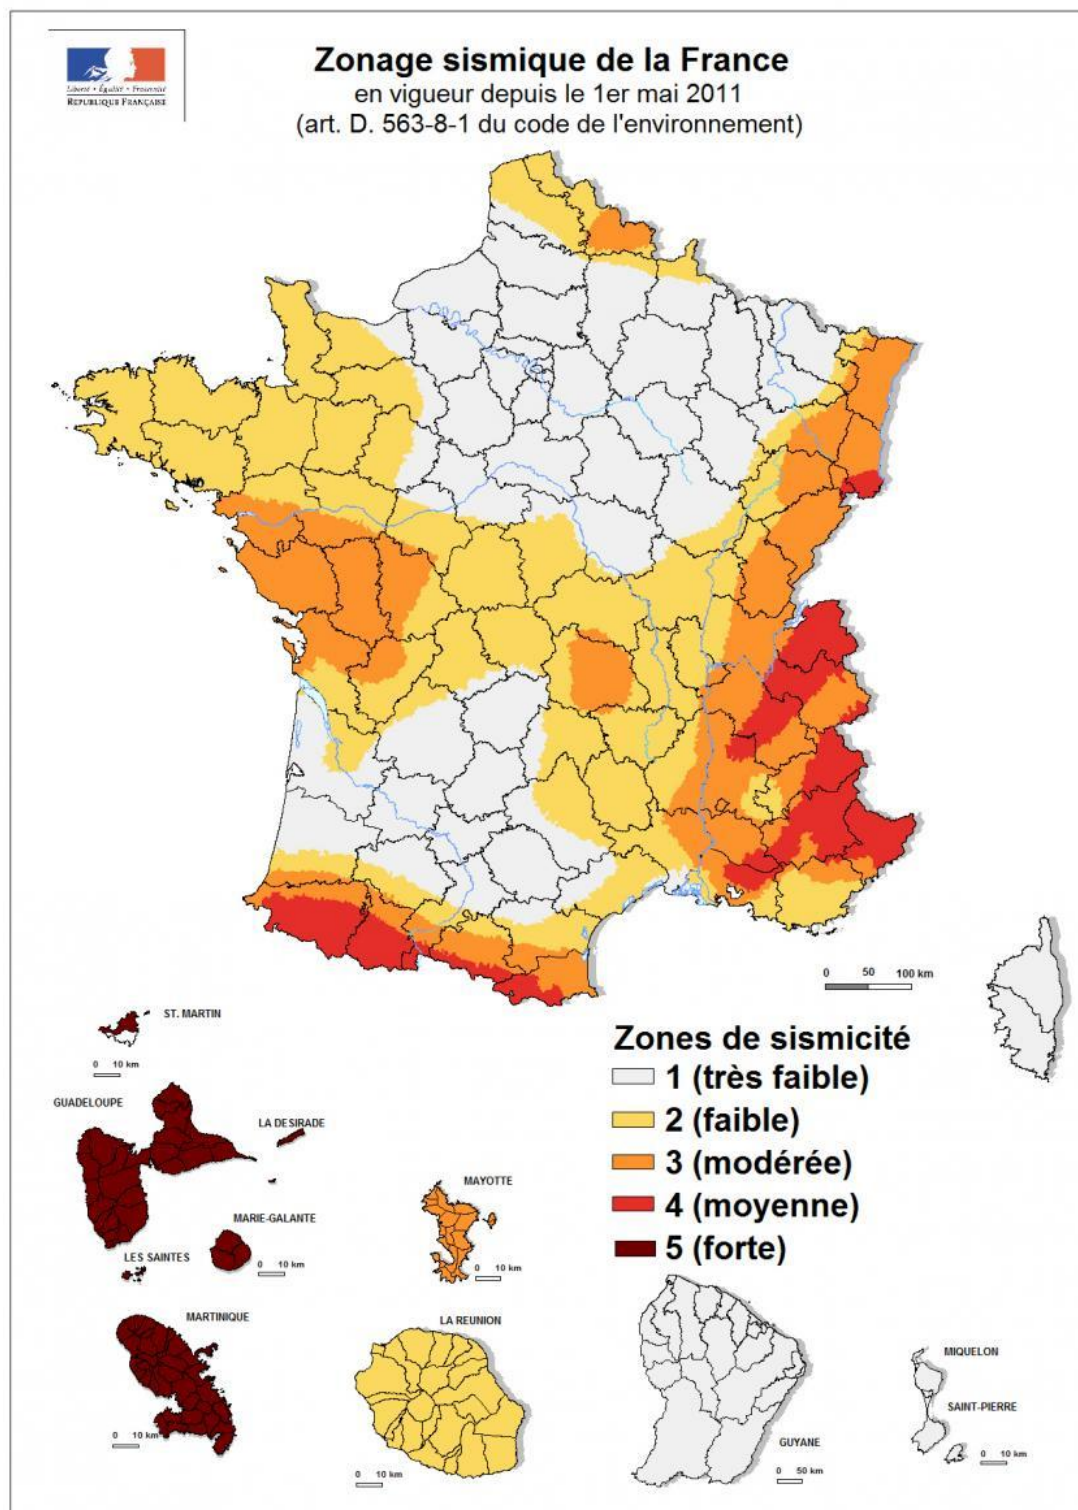 Liberté • Égalité • Fraternité
RÉPUBLIQUE FRANÇAISE
Zonage sismique de la France
en vigueur depuis le 1er mai 2011
(art. D. 563-8-1 du code de l'environnement)
0 50 100 km
ST. MARTIN
0 10 km
GUADELOUPE
LA DESIRADE
MARIE-GALANTE
0 10 km
LES SAINTES
MARTINIQUE
0 10 km
MAYOTTE
0 10 km
LA REUNION
0 10 km
Zones de sismicité
1 (très faible)
2 (faible)
3 (modérée)
4 (moyenne)
5 (forte)
GUYANE
0 50 km
MIQUELON
SAINT-PIERRE
0 10 km